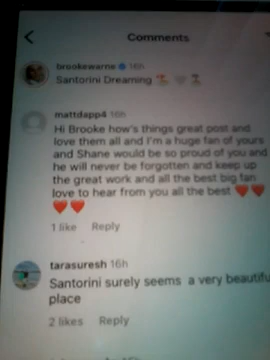 Comments
brookewarne 16h
Santorini Dreaming
mattdapp4 16h
Hi Brooke how's things great post and
love them all and I'm a huge fan of yours
and Shane would be so proud of you and
he will never be forgotten and keep up
the great work and all the best big fan
love to hear from you all the best
1 like Reply
tarasuresh 16h
Santorini surely seems a very beautifu
place
2 likes Reply